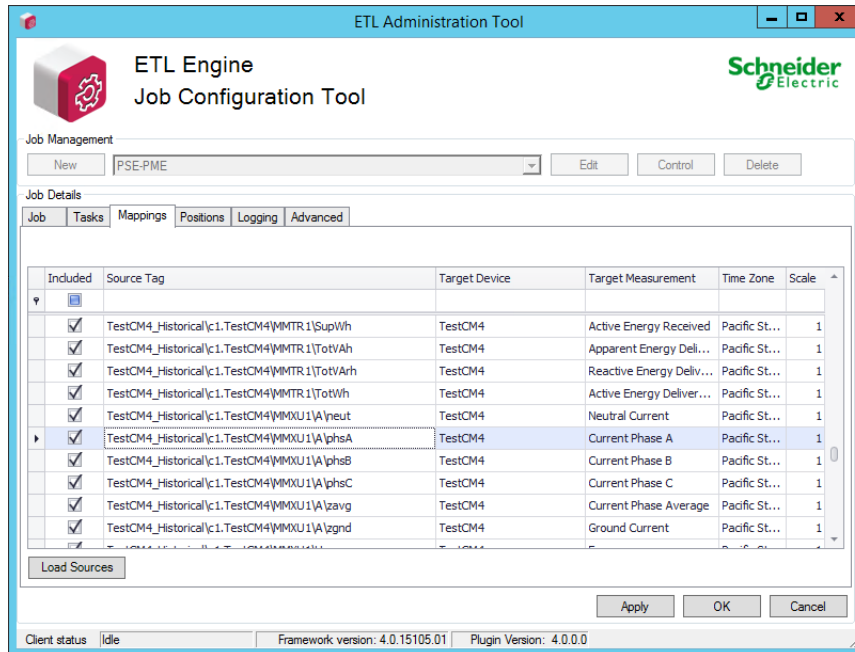 ETL Administration Tool
ETL Engine
Job Configuration Tool
Schneider
Electric
Job Management
New PSE-PME Edit Control Delete
Job Details
Job Tasks Mappings Positions Logging Advanced
Included Source Tag Target Device Target Measurement Time Zone Scale
TestCM4_Historical\c1.TestCM4\MMTR1\SupWh TestCM4 Active Energy Received Pacific St... 1
TestCM4_Historical\c1.TestCM4\MMTR1\TotVAh TestCM4 Apparent Energy Deli... Pacific St... 1
TestCM4_Historical\c1.TestCM4\MMTR1\TotVArh TestCM4 Reactive Energy Deliv... Pacific St... 1
TestCM4_Historical\c1.TestCM4\MMTR1\TotWh TestCM4 Active Energy Deliver... Pacific St... 1
TestCM4_Historical\c1.TestCM4\MMXU1\A\neut TestCM4 Neutral Current Pacific St... 1
TestCM4_Historical\c1.TestCM4\MMXU1\A\phsA TestCM4 Current Phase A Pacific St... 1
TestCM4_Historical\c1.TestCM4\MMXU1\A\phsB TestCM4 Current Phase B Pacific St... 1
TestCM4_Historical\c1.TestCM4\MMXU1\A\phsC TestCM4 Current Phase C Pacific St... 1
TestCM4_Historical\c1.TestCM4\MMXU1\A\zavg TestCM4 Current Phase Average Pacific St... 1
TestCM4_Historical\c1.TestCM4\MMXU1\A\zgnd TestCM4 Ground Current Pacific St... 1
Load Sources
Apply OK Cancel
Client status Idle Framework version: 4.0.15105.01 Plugin Version: 4.0.0.0